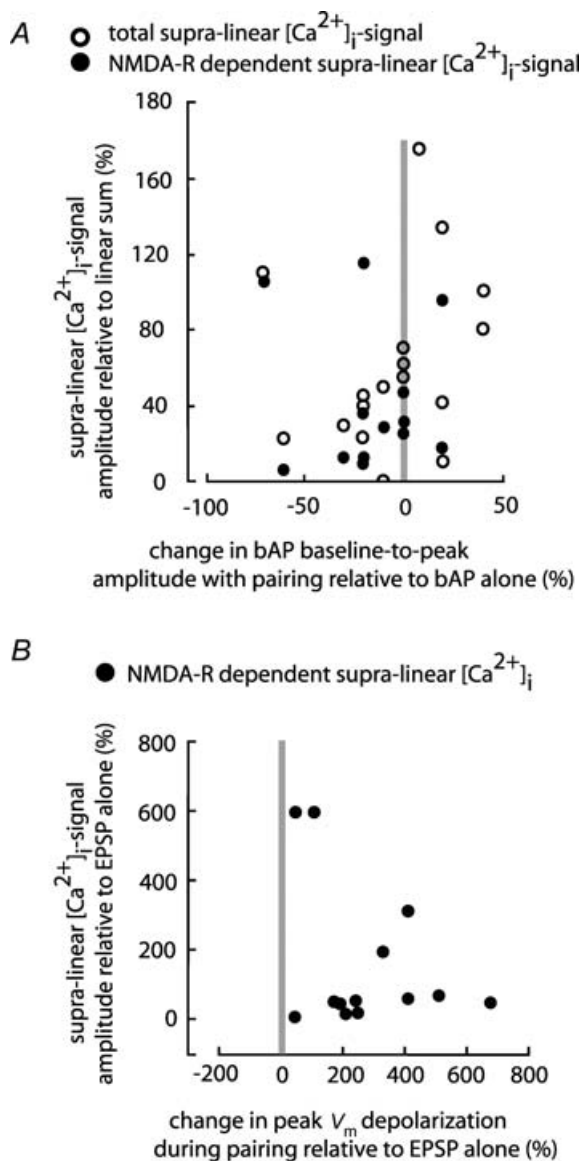 A
total supra-linear [Ca2+]i-signal
NMDA-R dependent supra-linear [Ca2+]i-signal
supra-linear [Ca2+]i-signal
amplitude relative to linear sum (%)
180
160
120
80
40
0
-100
-50
0
50
change in bAP baseline-to-peak
amplitude with pairing relative to bAP alone (%)
B
NMDA-R dependent supra-linear [Ca2+]i
supra-linear [Ca2+]i-signal
amplitude relative to EPSP alone (%)
800
600
400
200
0
-200
0
200
400
600
800
change in peak Vm depolarization
during pairing relative to EPSP alone (%)